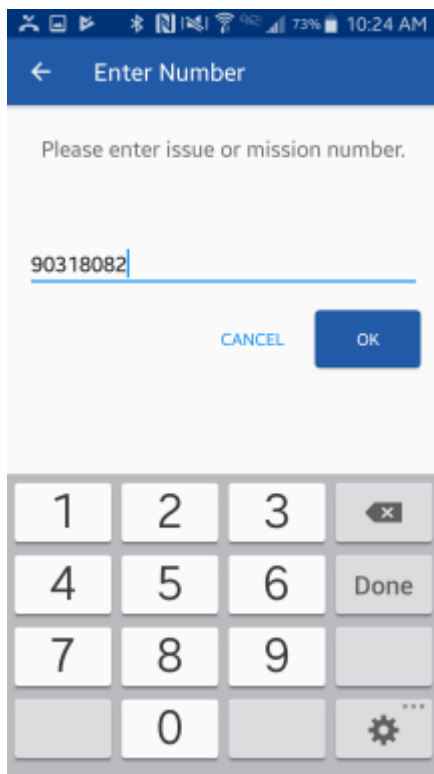 73% 10:24 AM
Enter Number
Please enter issue or mission number.
90318082
CANCEL OK
1 2 3
4 5 6 Done
7 8 9
0